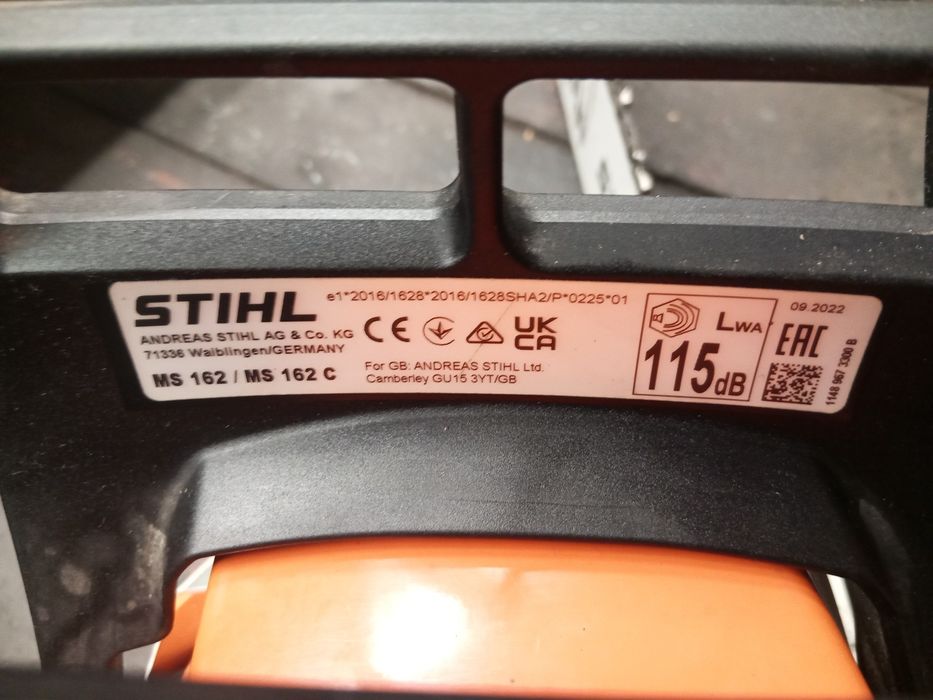 STIHL
e1*2016/1628*2016/1628SHA2/P*0225*01
ANDREAS STIHL AG & Co. KG
71336 Waiblingen/GERMANY
MS 162 / MS 162 C
CE
UK
CA
For GB: ANDREAS STIHL Ltd.
Camberley GU15 3YT/GB
LWA
115dB
09.2022
EAC
1148 967 3300 B